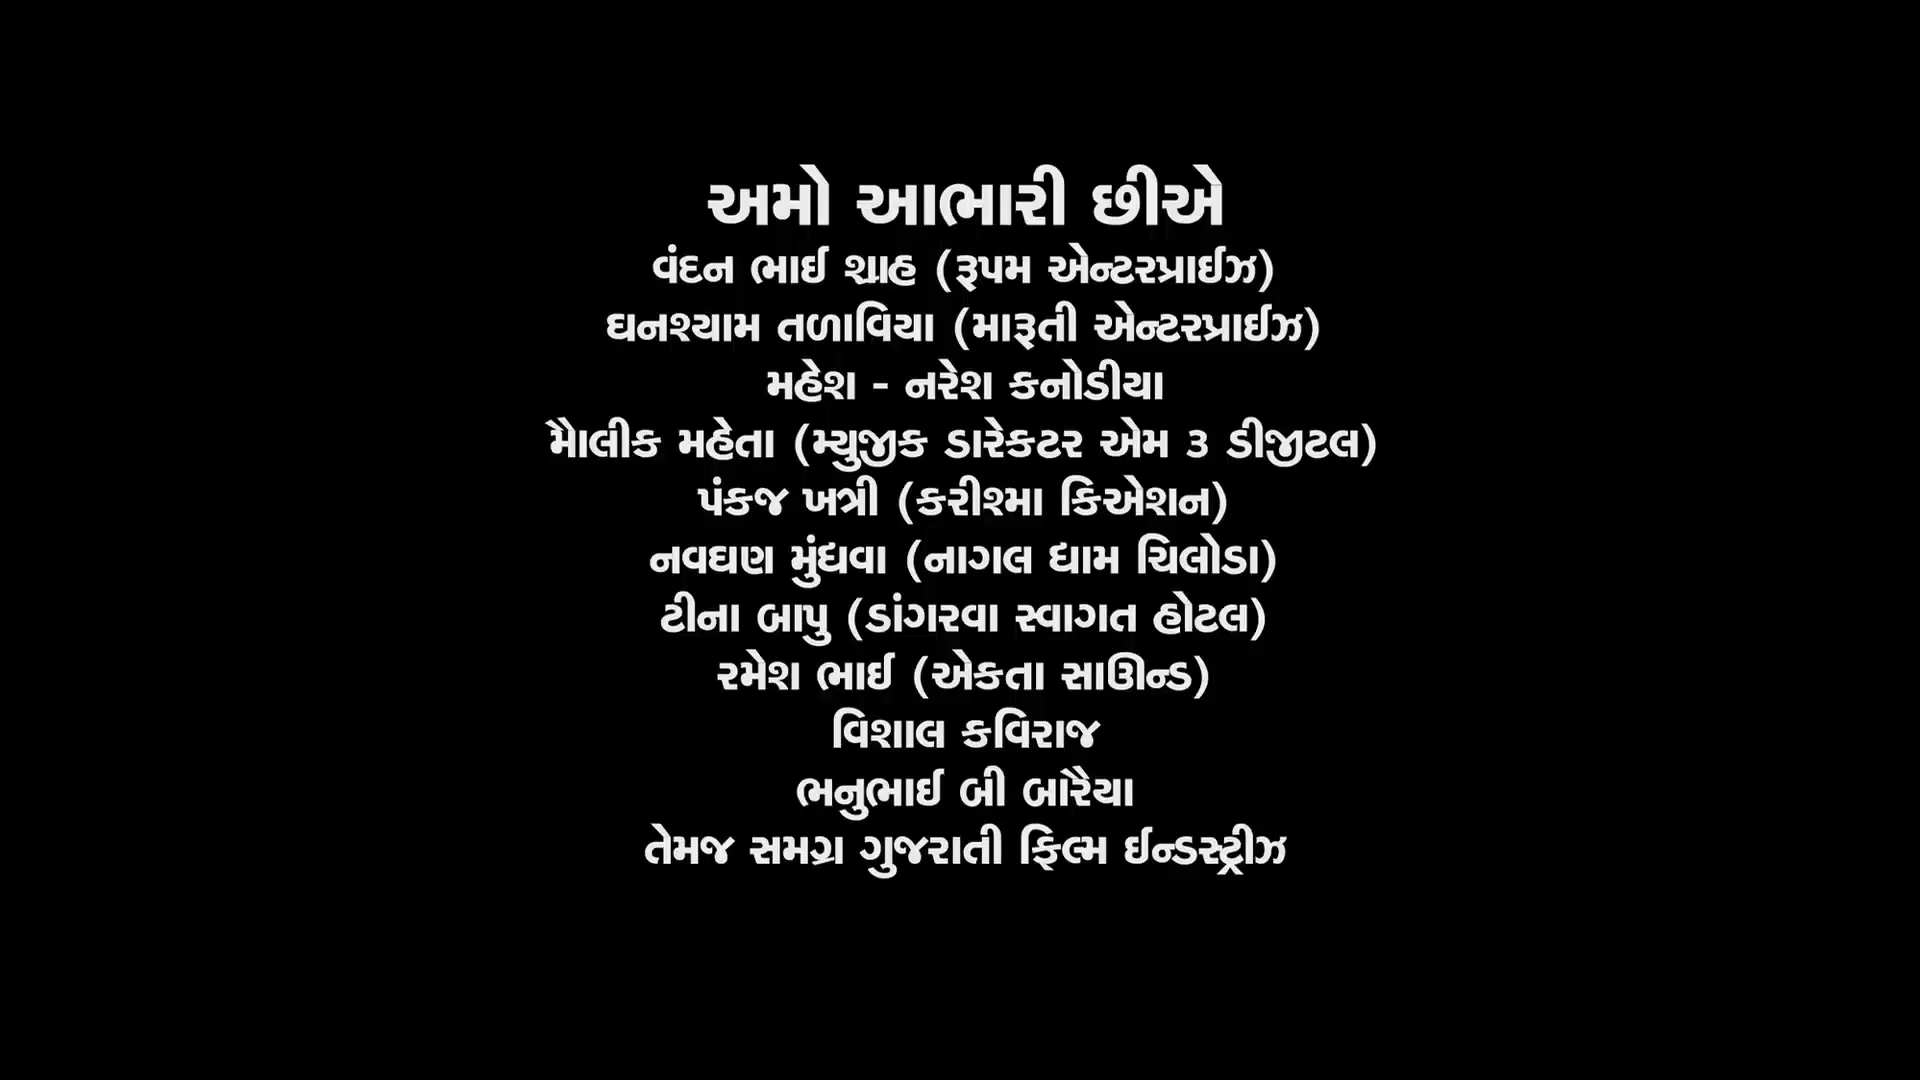 અમો આભારી છીએ
વંદન ભાઈ શાહ (રૂપમ એન્ટરપ્રાઈઝ)
ઘનશ્યામ તળાવિયા (મારૂતી એન્ટરપ્રાઈઝ)
મહેશ - નરેશ કનોડીયા
મૌાલીક મહેતા (મ્યુજીક ડારેકટર એમ ૩ ડીજીટલ)
પંકજ ખત્રી (કરીશ્મા કિએશન)
નવઘણ મુંધવા (નાગલ ધામ ચિલોડા)
ટીના બાપુ (ડાંગરવા સ્વાગત હોટલ)
રમેશ ભાઈ (એકતા સાઊન્ડ)
વિશાલ કવિરાજ
ભનુભાઈ બી બારૈયા
તેમજ સમગ્ર ગુજરાતી ફિલ્મ ઈન્ડસ્ટ્રીઝ